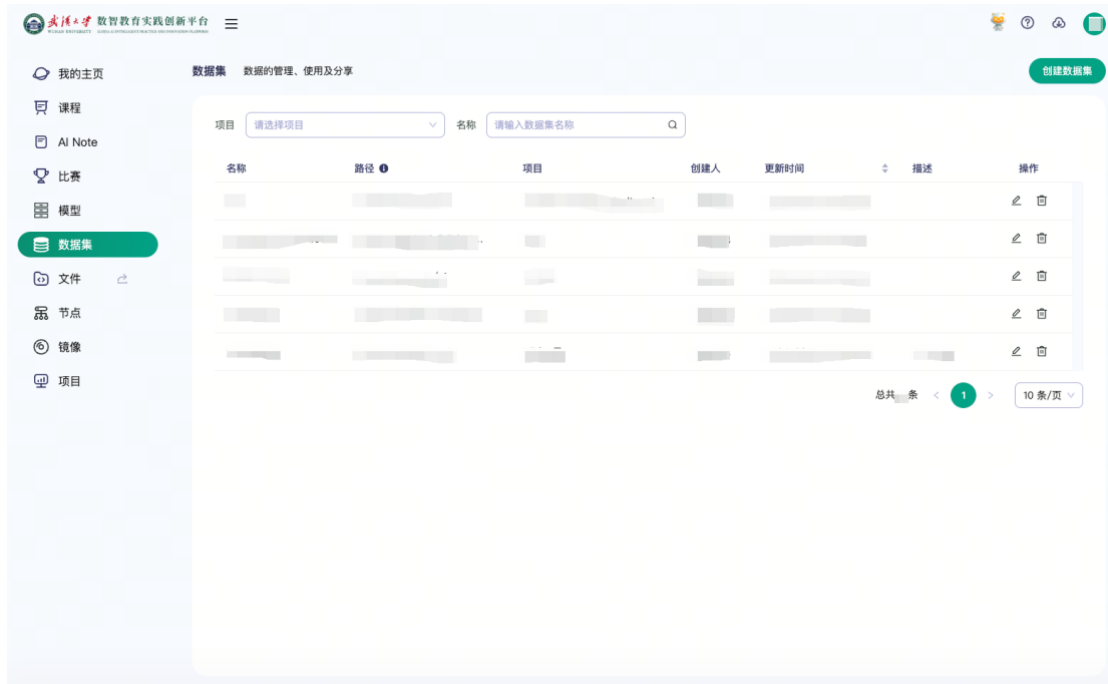 武汉大学 数智教育实践创新平台
WUHAN UNIVERSITY
我的主页
课程
AI Note
比赛
模型
数据集
文件
节点
镜像
项目
数据集 数据的管理、使用及分享
创建数据集
项目 请选择项目 名称 请输入数据集名称
名称 路径 项目 创建人 更新时间 描述 操作
总共 条 < 1 > 10 条/页